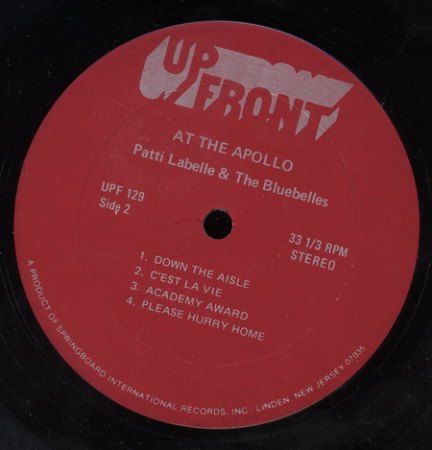 UP FRONT
AT THE APOLLO
Patti Labelle & The Bluebelles
UPF 129
Side 2
33 1/3 RPM
STEREO
1. DOWN THE AISLE
2. C'EST LA VIE
3. ACADEMY AWARD
4. PLEASE HURRY HOME
A PRODUCT OF SPRINGBOARD INTERNATIONAL RECORDS, INC. LINDEN, NEW JERSEY 07035